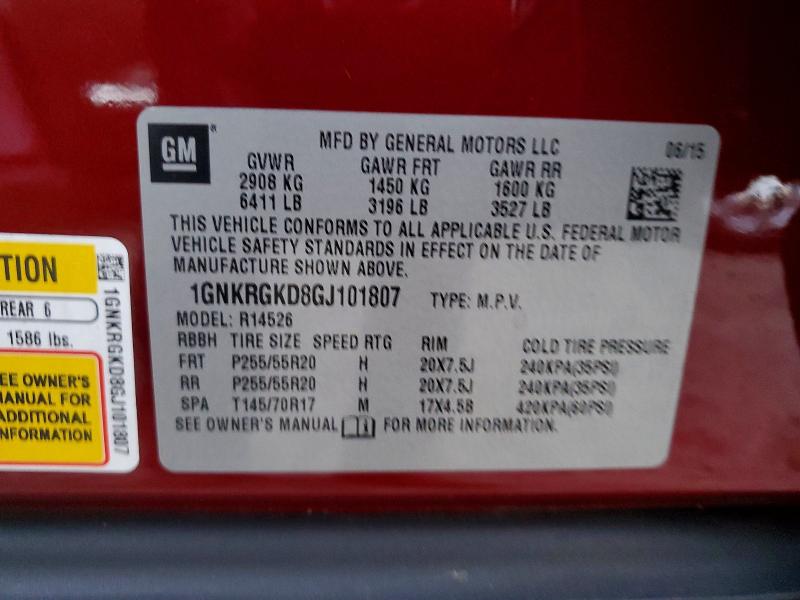 GM
MFD BY GENERAL MOTORS LLC
06/15
GVWR GAWR FRT GAWR RR
2908 KG 1450 KG 1600 KG
6411 LB 3196 LB 3527 LB
THIS VEHICLE CONFORMS TO ALL APPLICABLE U.S. FEDERAL MOTOR
VEHICLE SAFETY STANDARDS IN EFFECT ON THE DATE OF
MANUFACTURE SHOWN ABOVE.
1GNKRGKD8GJ101807 TYPE: M.P.V.
MODEL: R14526
RBBH TIRE SIZE SPEED RTG RIM COLD TIRE PRESSURE
FRT P255/55R20 H 20X7.5J 240KPA(35PSI)
RR P255/55R20 H 20X7.5J 240KPA(35PSI)
SPA T145/70R17 M 17X4.5B 420KPA(60PSI)
SEE OWNER'S MANUAL FOR MORE INFORMATION.
TION
REAR 6
1586 lbs.
EE OWNER'S
MANUAL FOR
ADDITIONAL
NFORMATION
1GNKRGKD8GJ101807